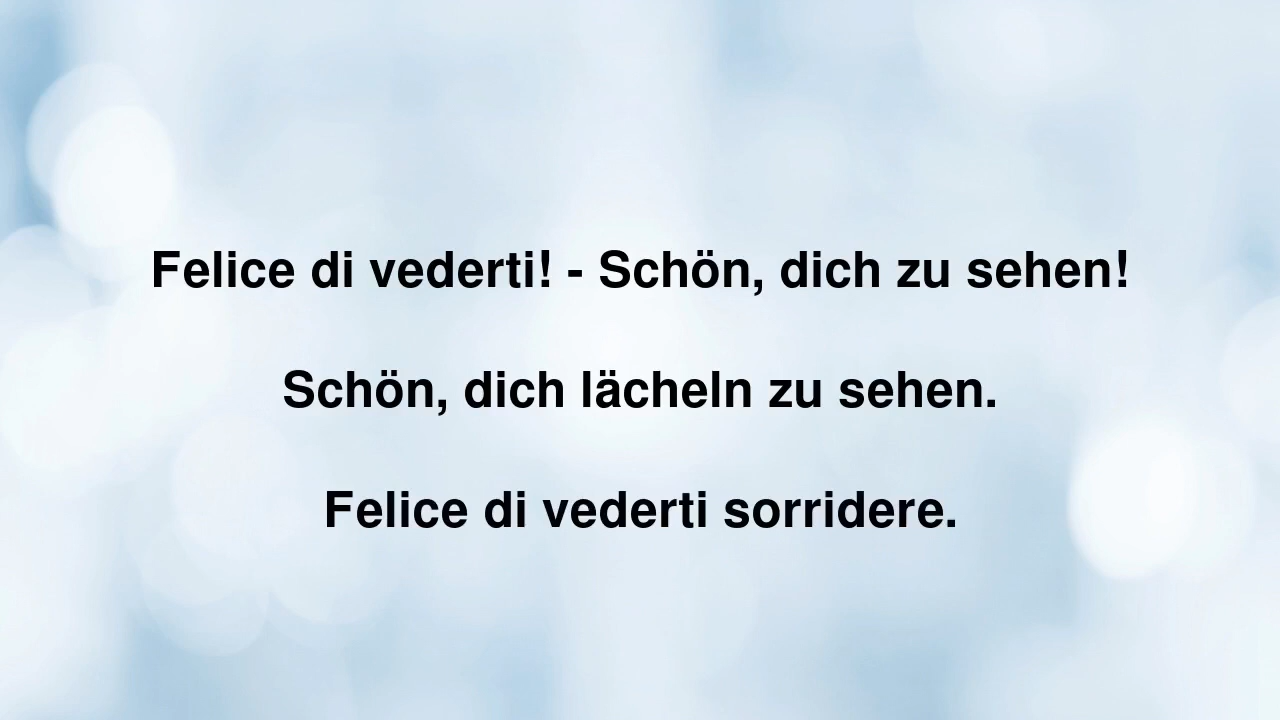 Felice di vederti! - Schön, dich zu sehen!
Schön, dich lächeln zu sehen.
Felice di vederti sorridere.